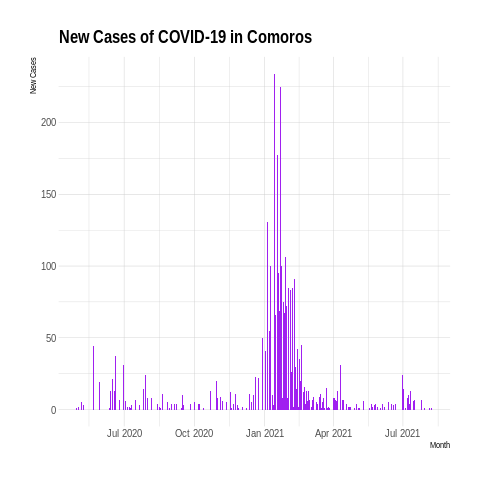 New Cases of COVID-19 in Comoros
New Cases
200
150
100
50
0
Jul 2020 Oct 2020 Jan 2021 Apr 2021 Jul 2021
Month